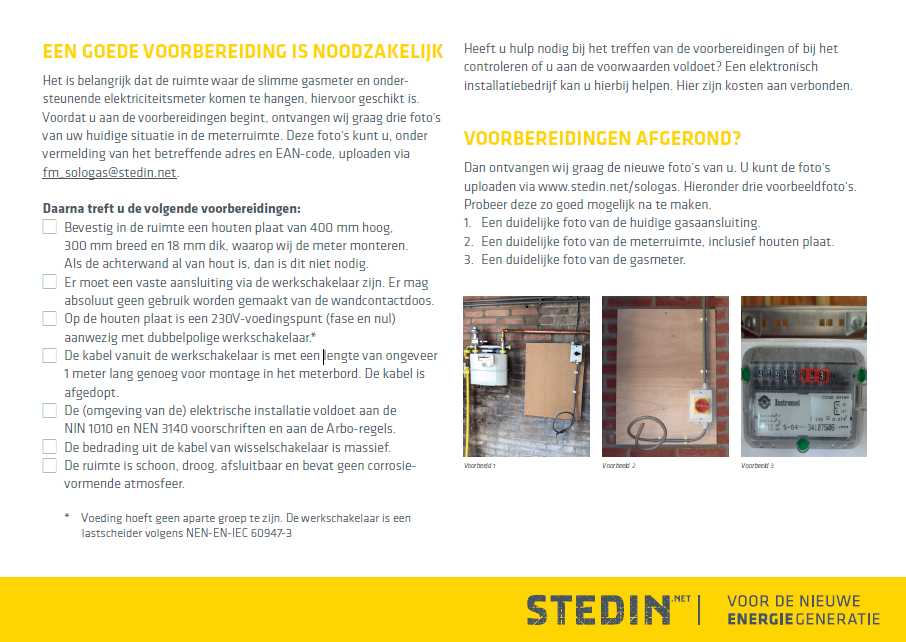 EEN GOEDE VOORBEREIDING IS NOODZAKELIJK
Het is belangrijk dat de ruimte waar de slimme gasmeter en onder-
steunende elektriciteitsmeter komen te hangen, hiervoor geschikt is.
Voordat u aan de voorbereidingen begint, ontvangen wij graag drie foto's
van uw huidige situatie in de meterruimte. Deze foto's kunt u, onder
vermelding van het betreffende adres en EAN-code, uploaden via
fm_sologas@stedin.net.
Daarna treft u de volgende voorbereidingen:
Bevestig in de ruimte een houten plaat van 400 mm hoog,
300 mm breed en 18 mm dik, waarop wij de meter monteren.
Als de achterwand al van hout is, dan is dit niet nodig.
Er moet een vaste aansluiting via de werkschakelaar zijn. Er mag
absoluut geen gebruik worden gemaakt van de wandcontactdoos.
Op de houten plaat is een 230V-voedingspunt (fase en nul)
aanwezig met dubbelpolige werkschakelaar.*
De kabel vanuit de werkschakelaar is met een lengte van ongeveer
1 meter lang genoeg voor montage in het meterbord. De kabel is
afgedopt.
De (omgeving van de) elektrische installatie voldoet aan de
NIN 1010 en NEN 3140 voorschriften en aan de Arbo-regels.
De bedrading uit de kabel van wisselschakelaar is massief.
De ruimte is schoon, droog, afsluitbaar en bevat geen corrosie-
vormende atmosfeer.
* Voeding hoeft geen aparte groep te zijn. De werkschakelaar is een
lastscheider volgens NEN-EN-IEC 60947-3
Heeft u hulp nodig bij het treffen van de voorbereidingen of bij het
controleren of u aan de voorwaarden voldoet? Een elektronisch
installatiebedrijf kan u hierbij helpen. Hier zijn kosten aan verbonden.
VOORBEREIDINGEN AFGEROND?
Dan ontvangen wij graag de nieuwe foto's van u. U kunt de foto's
uploaden via www.stedin.net/sologas. Hieronder drie voorbeeldfoto's.
Probeer deze zo goed mogelijk na te maken.
1. Een duidelijke foto van de huidige gasaansluiting.
2. Een duidelijke foto van de meterruimte, inclusief houten plaat.
3. Een duidelijke foto van de gasmeter.
Instromet
Voorbeeld 1
Voorbeeld 2
Voorbeeld 3
STEDIN.NET
VOOR DE NIEUWE
ENERGIEGENERATIE